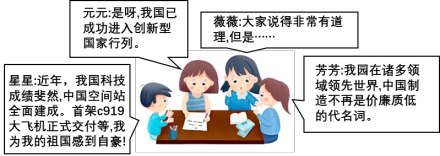 元元:是呀,我国已
成功进入创新型
国家行列。
薇薇:大家说得非常有道
理,但是……
星星:近年，我国科技
成绩斐然,中国空间站
全面建成。首架c919
大飞机正式交付等,我
为我的祖国感到自豪!
芳芳:我园在诸多领
域领先世界,中国制
造不再是价廉质低
的代名词。